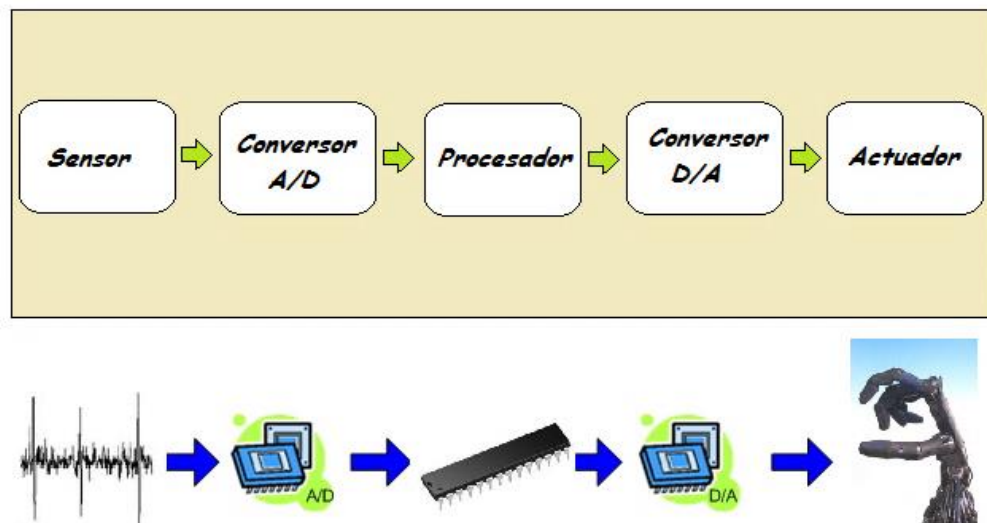 Sensor
Conversor
A/D
Procesador
Conversor
D/A
Actuador
A/D
D/A